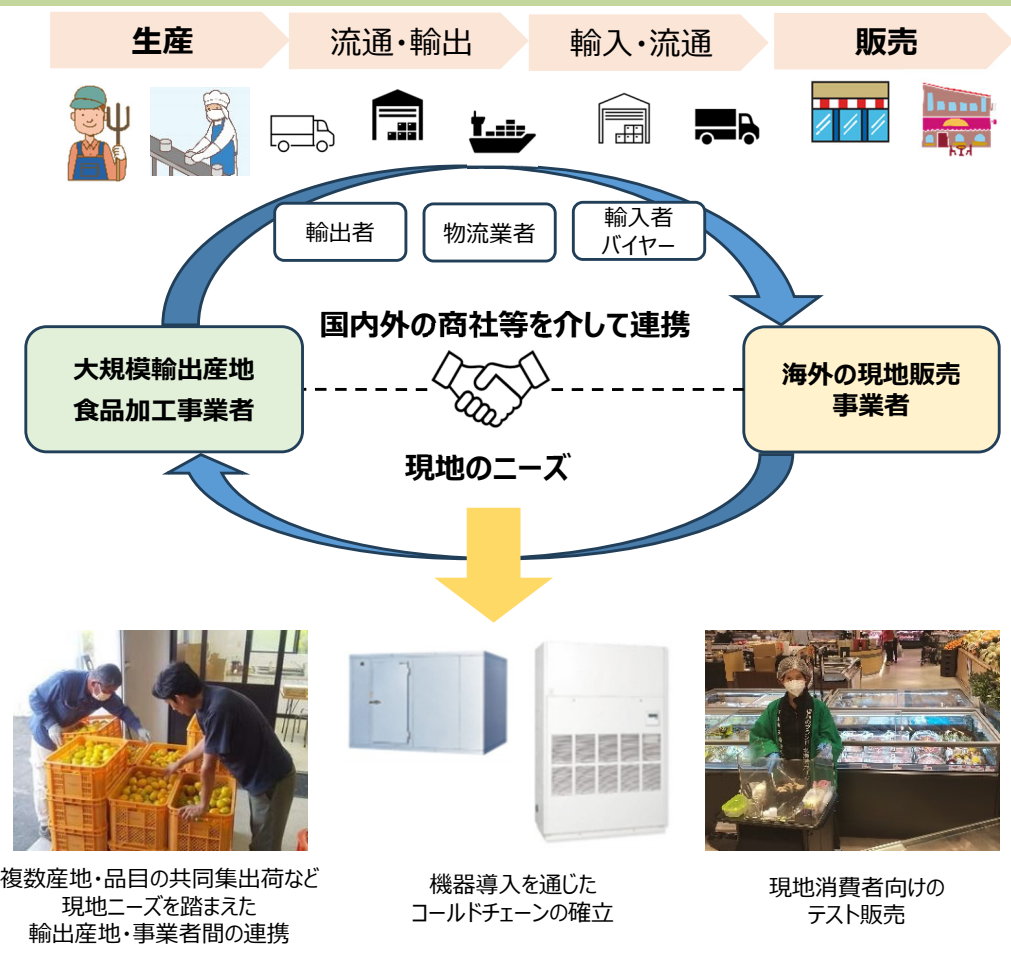 生産
流通・輸出
輸入・流通
販売
輸出者
物流業者
輸入者
バイヤー
国内外の商社等を介して連携
大規模輸出産地
食品加工事業者
海外の現地販売
事業者
現地のニーズ
複数産地・品目の共同集出荷など
現地ニーズを踏まえた
輸出産地・事業者間の連携
機器導入を通じた
コールドチェーンの確立
現地消費者向けの
テスト販売